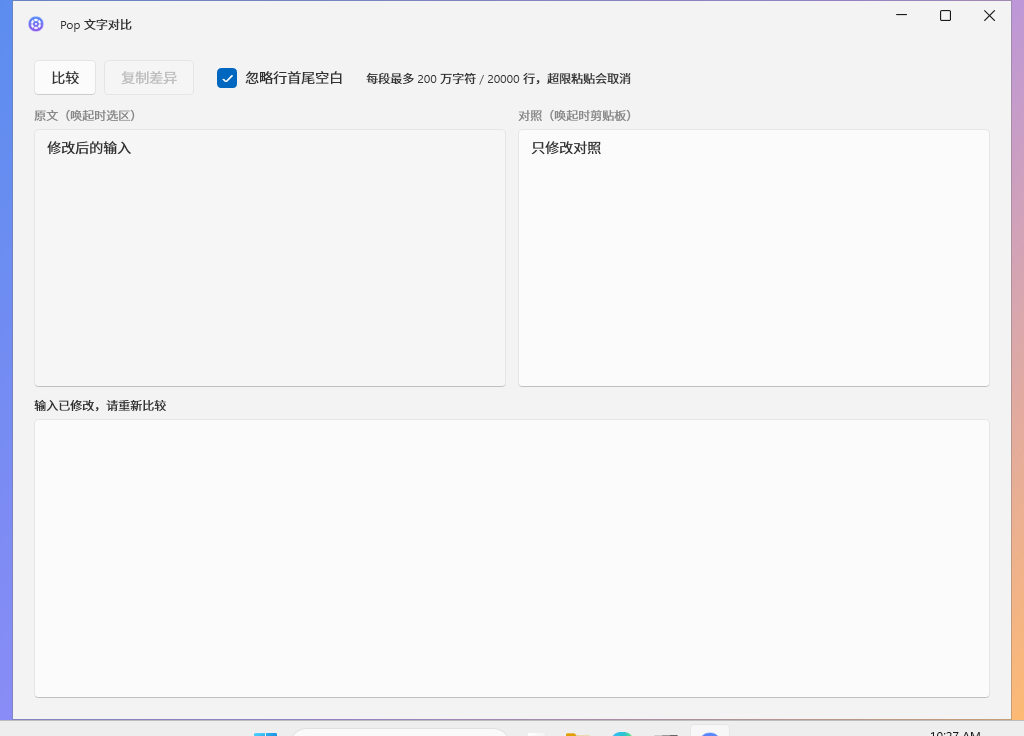 Pop 文字对比
比较
复制差异
忽略行首尾空白
每段最多 200 万字符 / 20000 行，超限粘贴会取消
原文（唤起时选区）
对照（唤起时剪贴板）
修改后的输入
只修改对照
输入已修改，请重新比较
10:27 AM